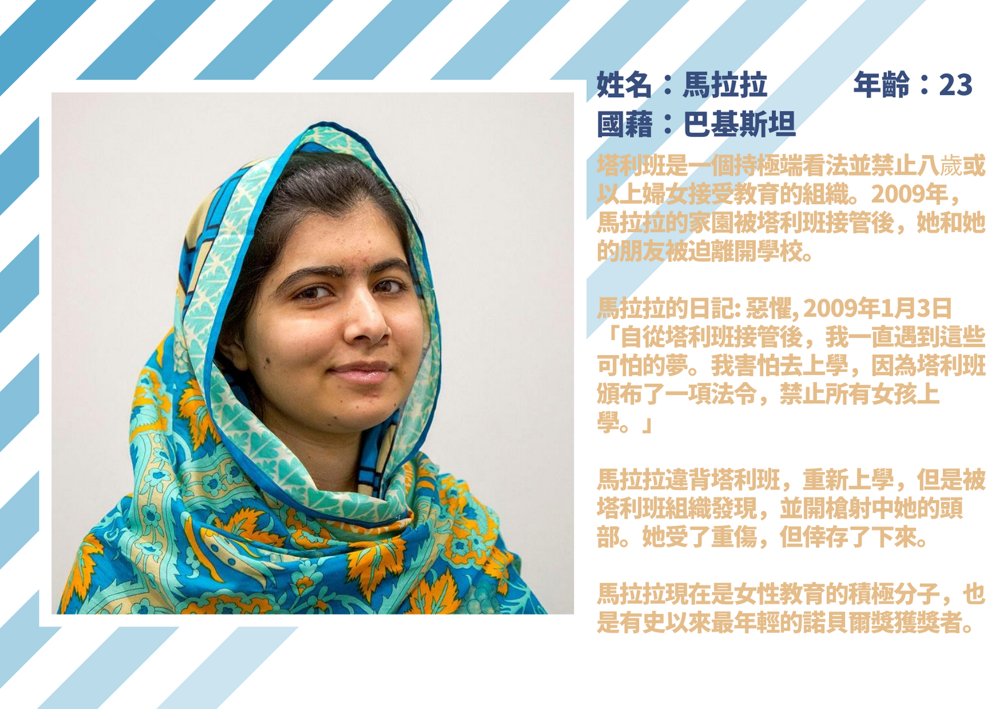 姓名：馬拉拉 年齡：23
國藉：巴基斯坦
塔利班是一個持極端看法並禁止八歲或
以上婦女接受教育的組織。2009年，
馬拉拉的家園被塔利班接管後，她和她
的朋友被迫離開學校。
馬拉拉的日記: 惡懼, 2009年1月3日
「自從塔利班接管後，我一直遇到這些
可怕的夢。我害怕去上學，因為塔利班
頒布了一項法令，禁止所有女孩上
學。」
馬拉拉違背塔利班，重新上學，但是被
塔利班組織發現，並開槍射中她的頭
部。她受了重傷，但倖存了下來。
馬拉拉現在是女性教育的積極分子，也
是有史以來最年輕的諾貝爾獎獲獎者。